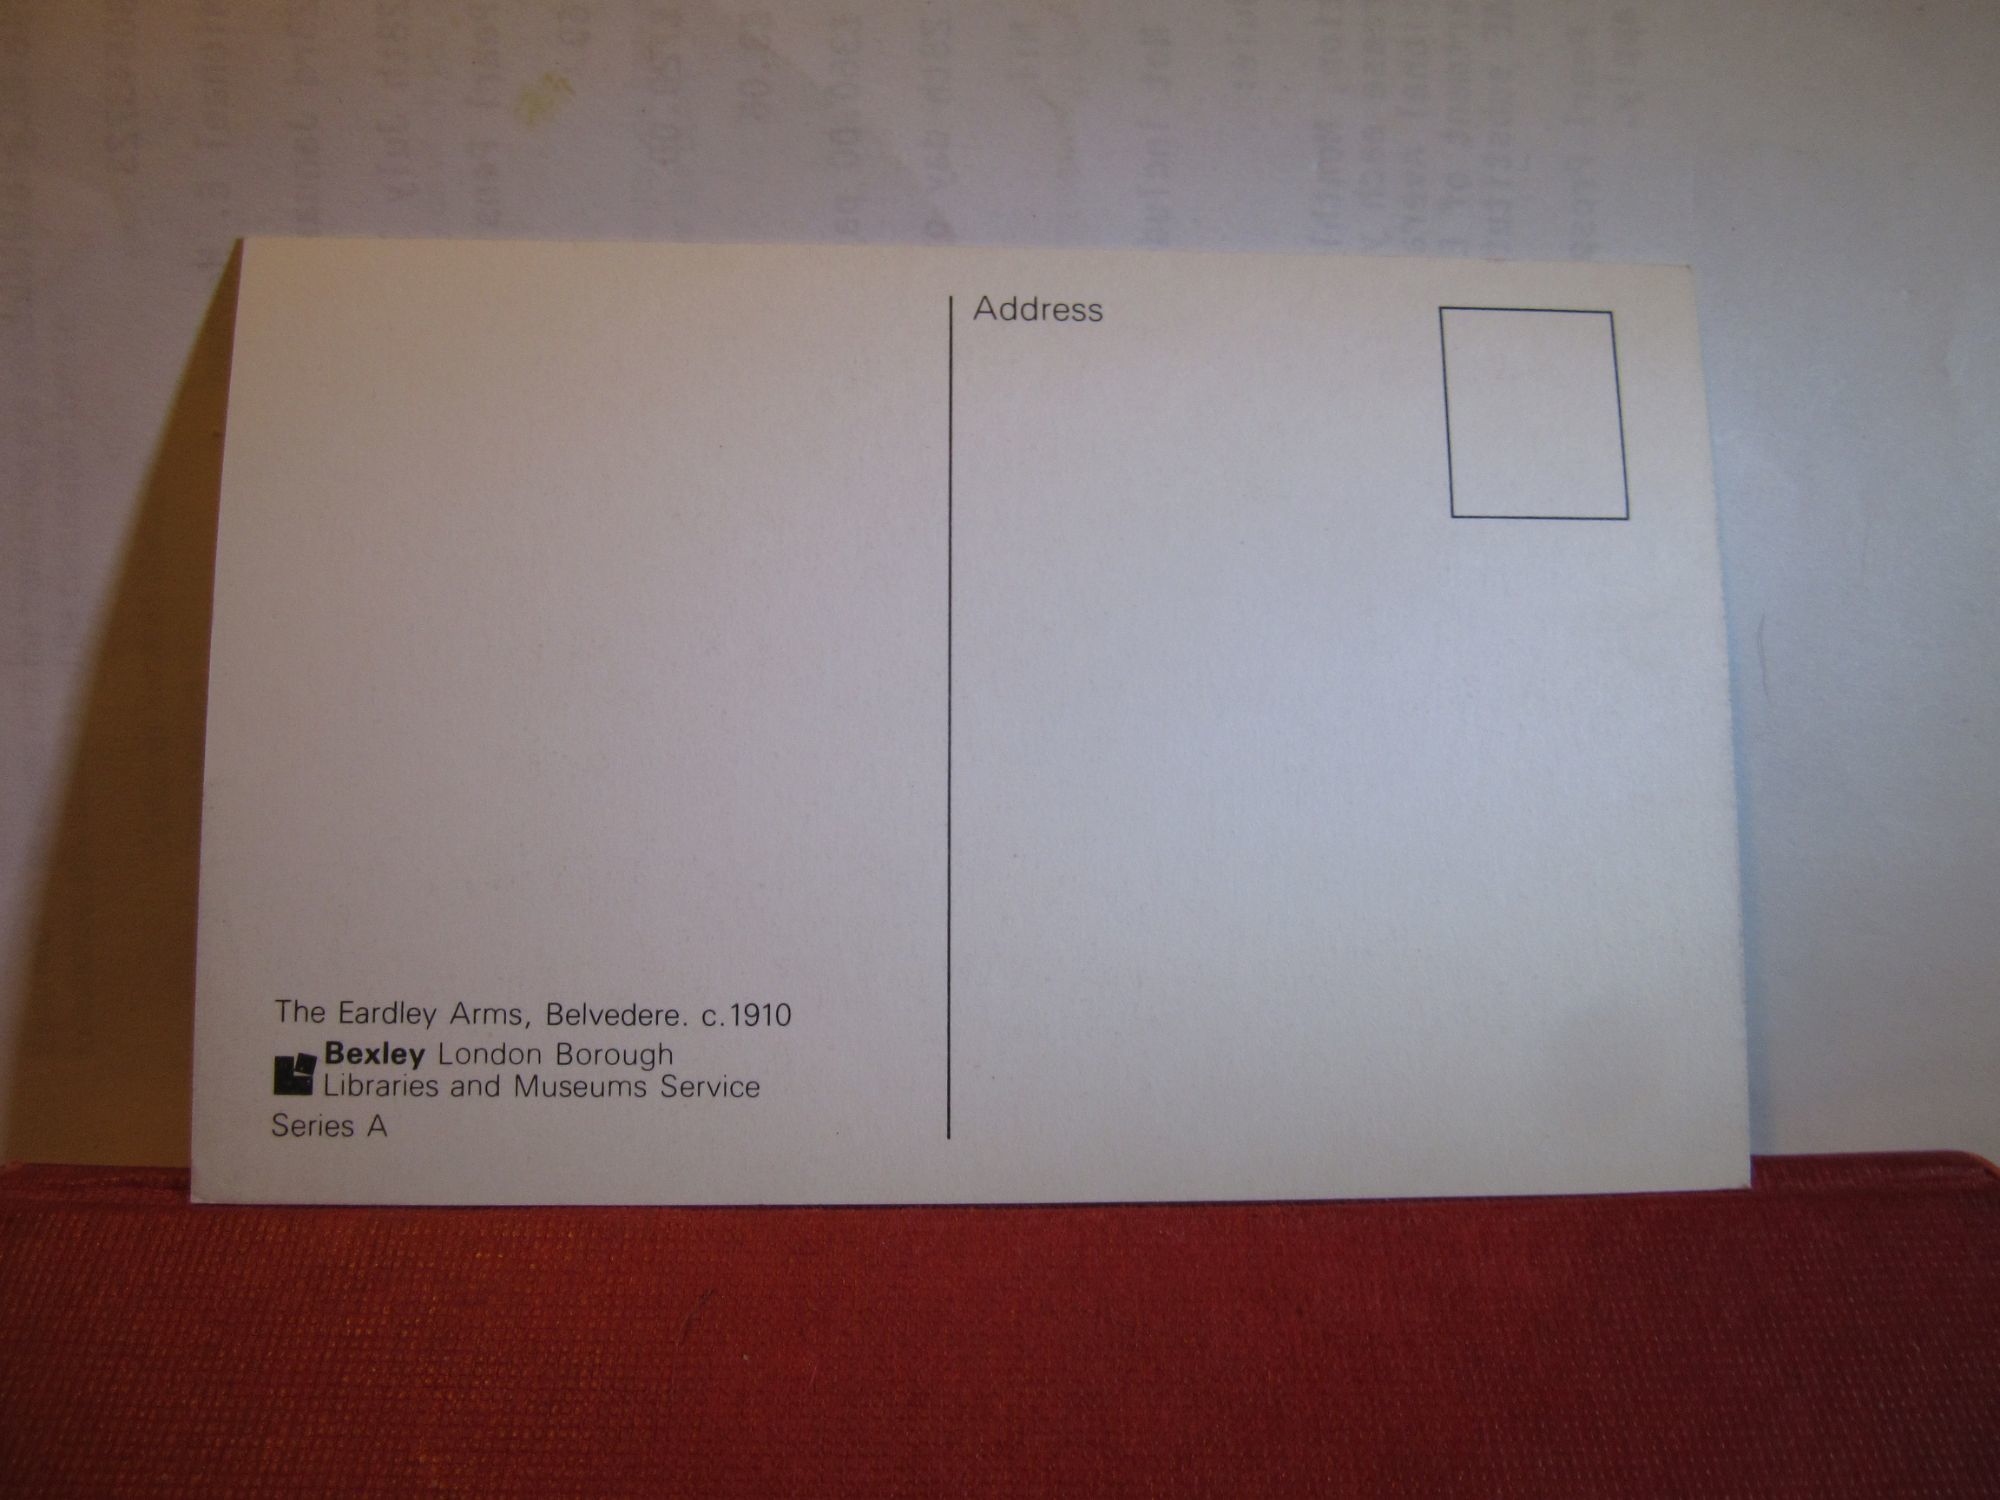 Address
The Eardley Arms, Belvedere. c.1910
Bexley London Borough
Libraries and Museums Service
Series A